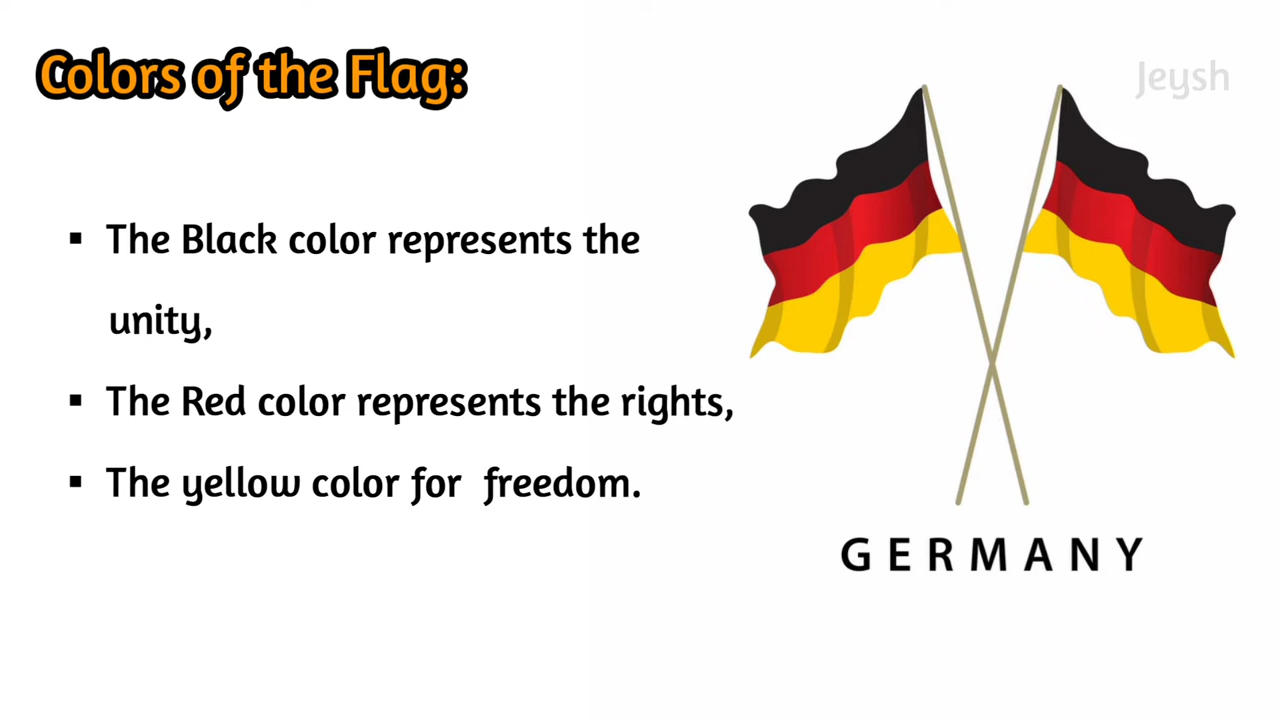 Colors of the Flag:
Jeysh
▪ The Black color represents the
unity,
▪ The Red color represents the rights,
▪ The yellow color for freedom.
GERMANY